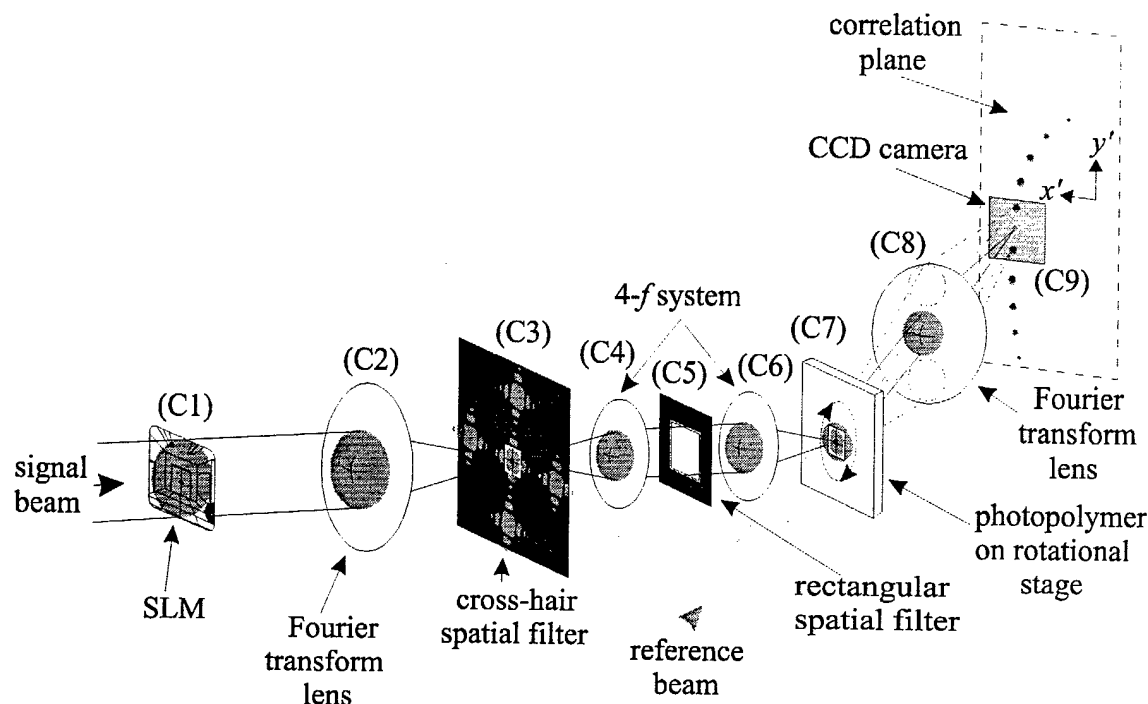 correlation
plane
CCD camera
y'
x'
(C8)
(C9)
4-f system
(C7)
(C3)
(C4)
(C5)
(C6)
(C2)
(C1)
signal
beam
SLM
Fourier
transform
lens
cross-hair
spatial filter
reference
beam
rectangular
spatial filter
photopolymer
on rotational
stage
Fourier
transform
lens